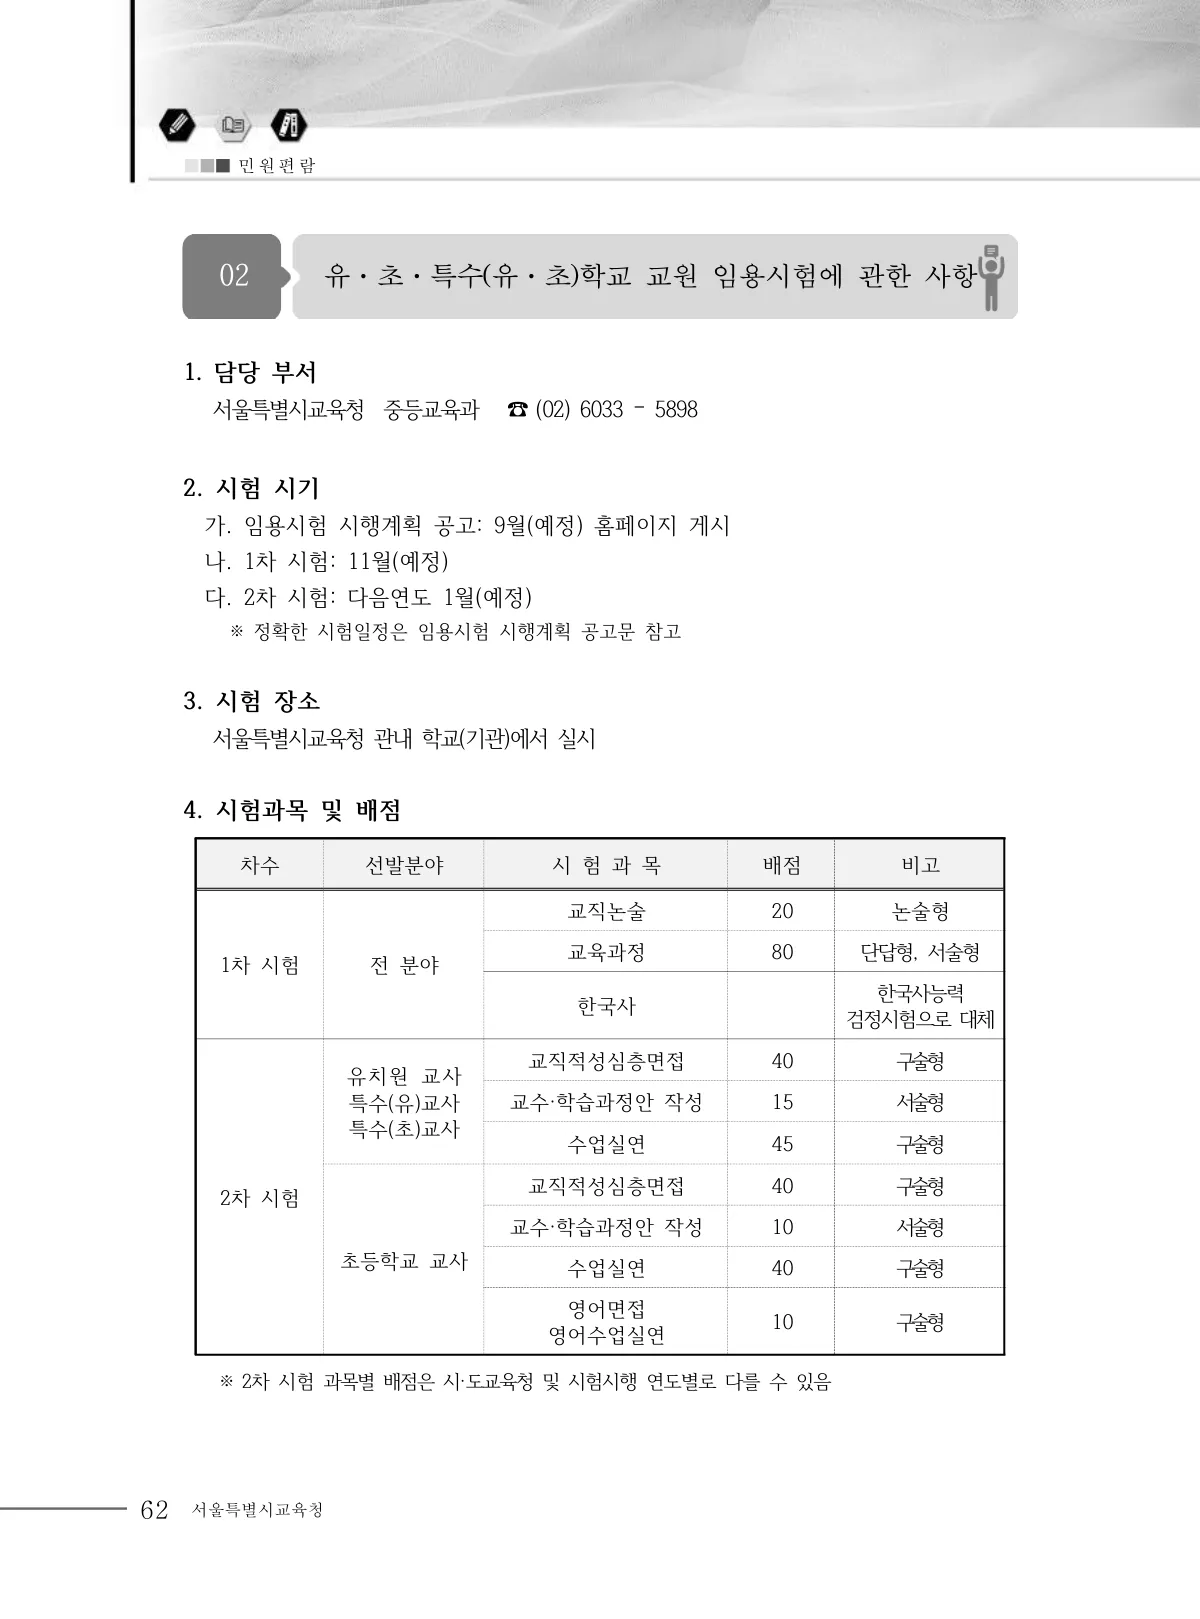 민원편람
02
유·초·특수(유·초)학교 교원 임용시험에 관한 사항
1. 담당 부서
서울특별시교육청 중등교육과 ☎ (02) 6033 - 5898
2. 시험 시기
가. 임용시험 시행계획 공고: 9월(예정) 홈페이지 게시
나. 1차 시험: 11월(예정)
다. 2차 시험: 다음연도 1월(예정)
※ 정확한 시험일정은 임용시험 시행계획 공고문 참고
3. 시험 장소
서울특별시교육청 관내 학교(기관)에서 실시
4. 시험과목 및 배점
차수 선발분야 시 험 과 목 배점 비고
1차 시험 전 분야 교직논술 20 논술형
교육과정 80 단답형, 서술형
한국사 한국사능력
검정시험으로 대체
2차 시험 유치원 교사
특수(유)교사
특수(초)교사
교직적성심층면접 40 구술형
교수·학습과정안 작성 15 서술형
수업실연 45 구술형
초등학교 교사 교직적성심층면접 40 구술형
교수·학습과정안 작성 10 서술형
수업실연 40 구술형
영어면접
영어수업실연 10 구술형
※ 2차 시험 과목별 배점은 시·도교육청 및 시험시행 연도별로 다를 수 있음
62 서울특별시교육청